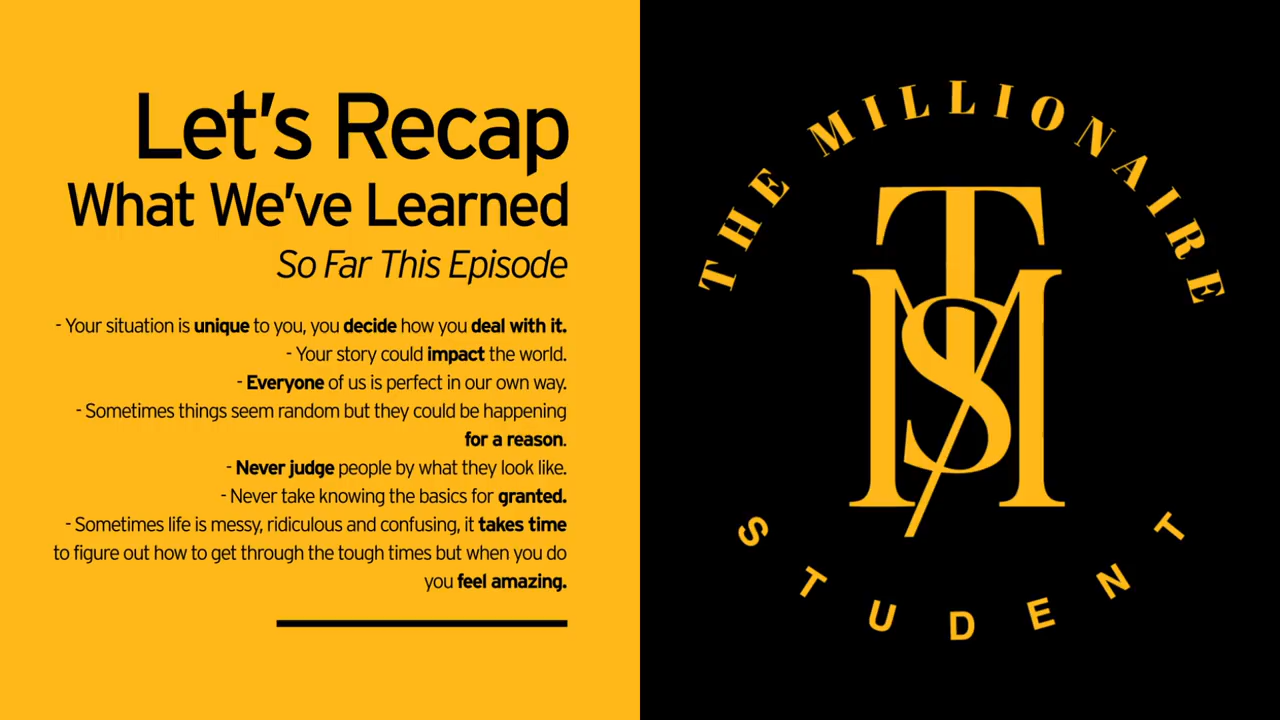 Let's Recap
What We've Learned
So Far This Episode
- Your situation is unique to you, you decide how you deal with it.
- Your story could impact the world.
- Everyone of us is perfect in our own way.
- Sometimes things seem random but they could be happening
for a reason.
- Never judge people by what they look like.
- Never take knowing the basics for granted.
- Sometimes life is messy, ridiculous and confusing, it takes time
to figure out how to get through the tough times but when you do
you feel amazing.
THE MILLIONAIRE
TMS
STUDENT